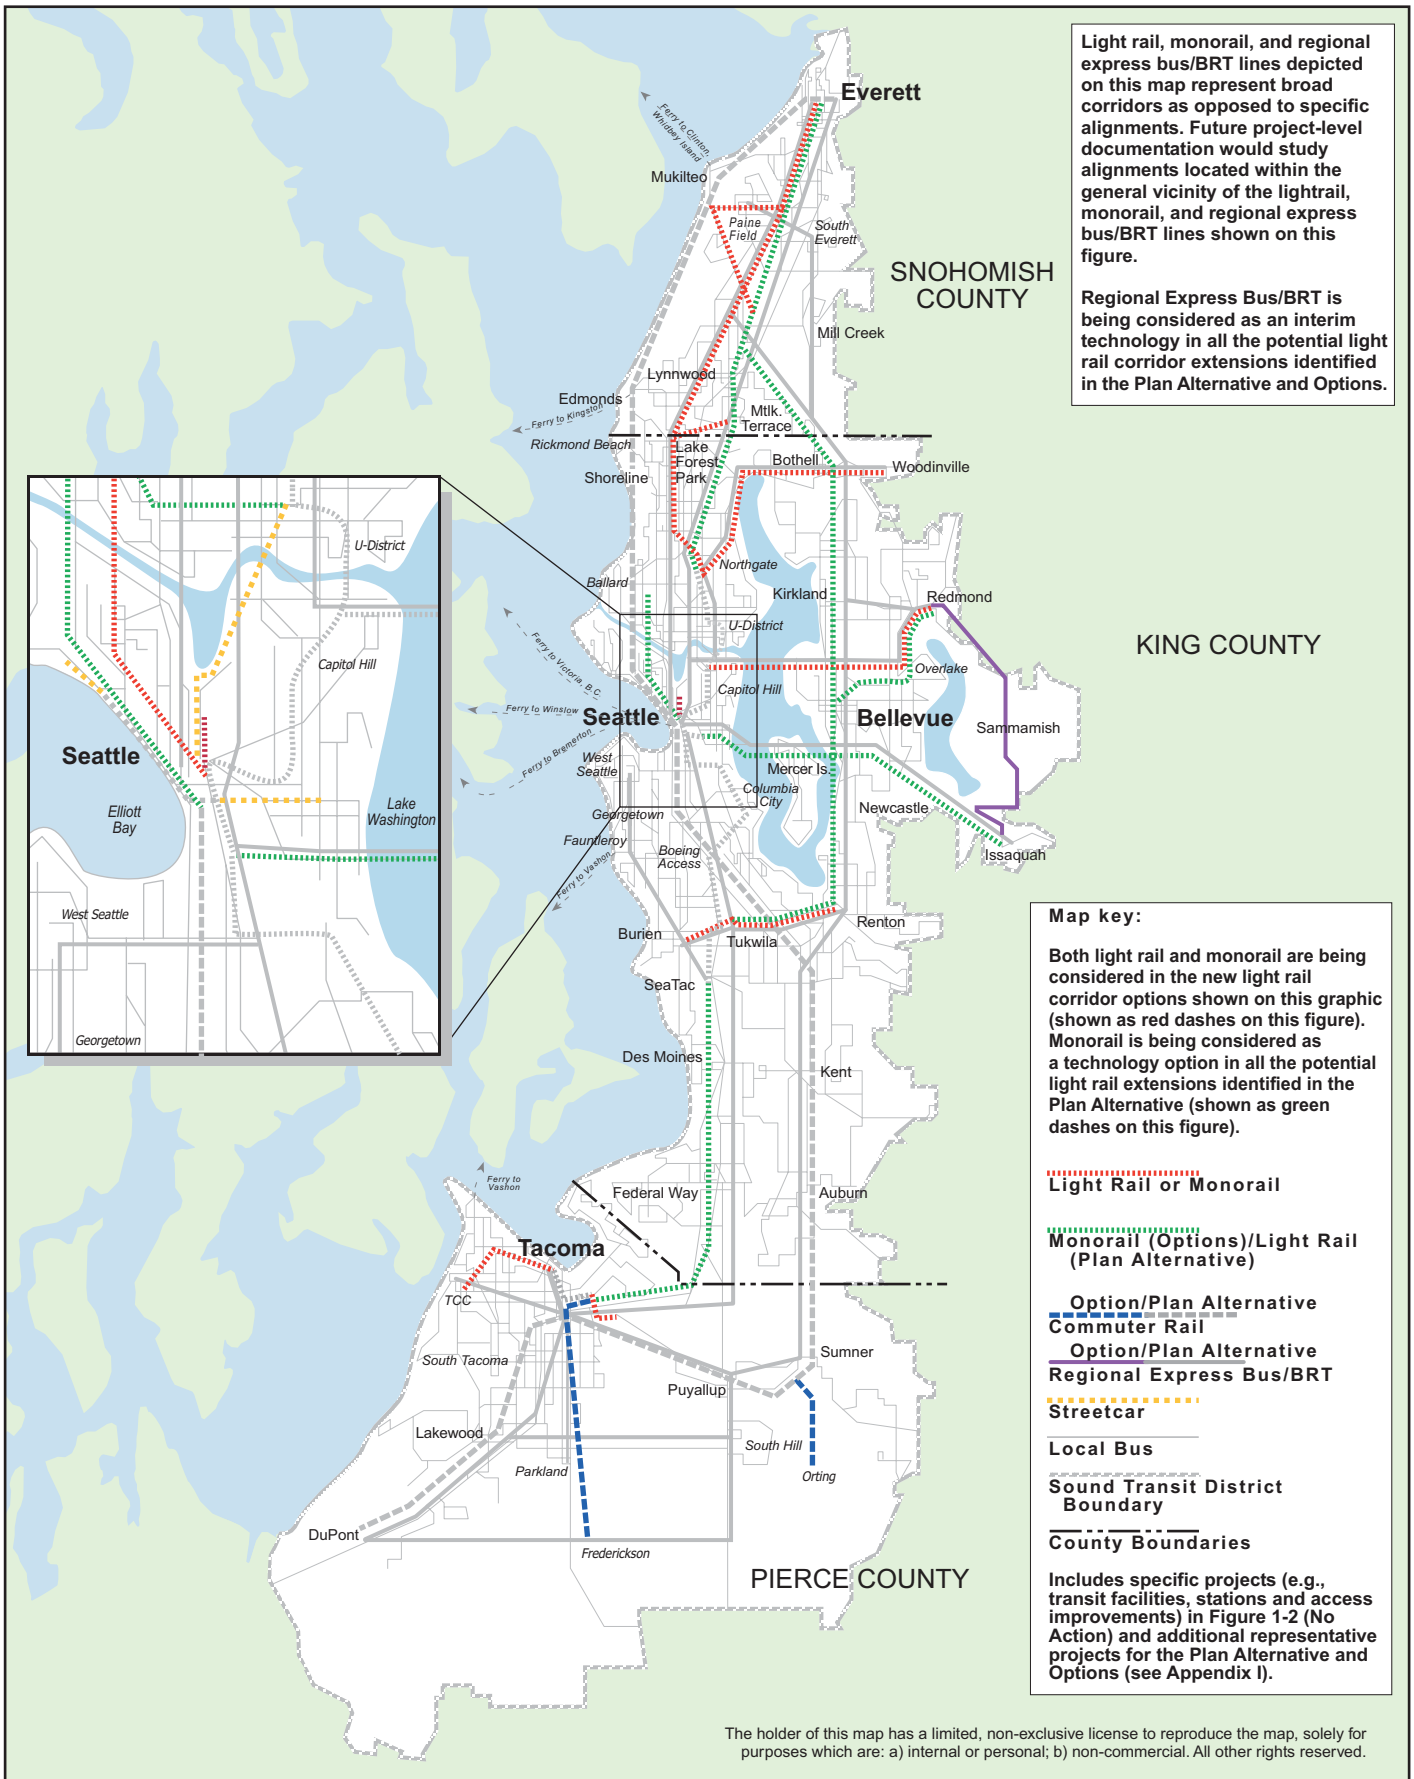 Light rail, monorail, and regional
express bus/BRT lines depicted
on this map represent broad
corridors as opposed to specific
alignments. Future project-level
documentation would study
alignments located within the
general vicinity of the lightrail,
monorail, and regional express
bus/BRT lines shown on this
figure.
Regional Express Bus/BRT is
being considered as an interim
technology in all the potential light
rail corridor extensions identified
in the Plan Alternative and Options.
Everett
Ferry to Clinton,
Whidbey Island
Mukilteo
Paine
Field
South
Everett
SNOHOMISH
COUNTY
Mill Creek
Lynnwood
Edmonds
Ferry to Kingston
Mtlk.
Terrace
Rickmond Beach
Lake
Forest
Park
Shoreline
Bothell
Woodinville
Northgate
Ballard
Kirkland
Redmond
U-District
KING COUNTY
Ferry to Victoria, B.C.
Overlake
Capitol Hill
Ferry to Winslow
Seattle
Bellevue
Sammamish
Ferry to Bremerton
West
Seattle
Mercer Is.
Columbia
City
Newcastle
Georgetown
Fauntleroy
Boeing
Access
Issaquah
Ferry to Vashon
Burien
Tukwila
Renton
SeaTac
Des Moines
Kent
Ferry to
Vashon
Federal Way
Auburn
Tacoma
TCC
South Tacoma
Sumner
Puyallup
Lakewood
South Hill
Parkland
Orting
DuPont
Frederickson
PIERCE COUNTY
U-District
Capitol Hill
Seattle
Elliott
Bay
Lake
Washington
West Seattle
Georgetown
Map key:
Both light rail and monorail are being
considered in the new light rail
corridor options shown on this graphic
(shown as red dashes on this figure).
Monorail is being considered as
a technology option in all the potential
light rail extensions identified in the
Plan Alternative (shown as green
dashes on this figure).
Light Rail or Monorail
Monorail (Options)/Light Rail
(Plan Alternative)
Option/Plan Alternative
Commuter Rail
Option/Plan Alternative
Regional Express Bus/BRT
Streetcar
Local Bus
Sound Transit District
Boundary
County Boundaries
Includes specific projects (e.g.,
transit facilities, stations and access
improvements) in Figure 1-2 (No
Action) and additional representative
projects for the Plan Alternative and
Options (see Appendix I).
The holder of this map has a limited, non-exclusive license to reproduce the map, solely for
purposes which are: a) internal or personal; b) non-commercial. All other rights reserved.